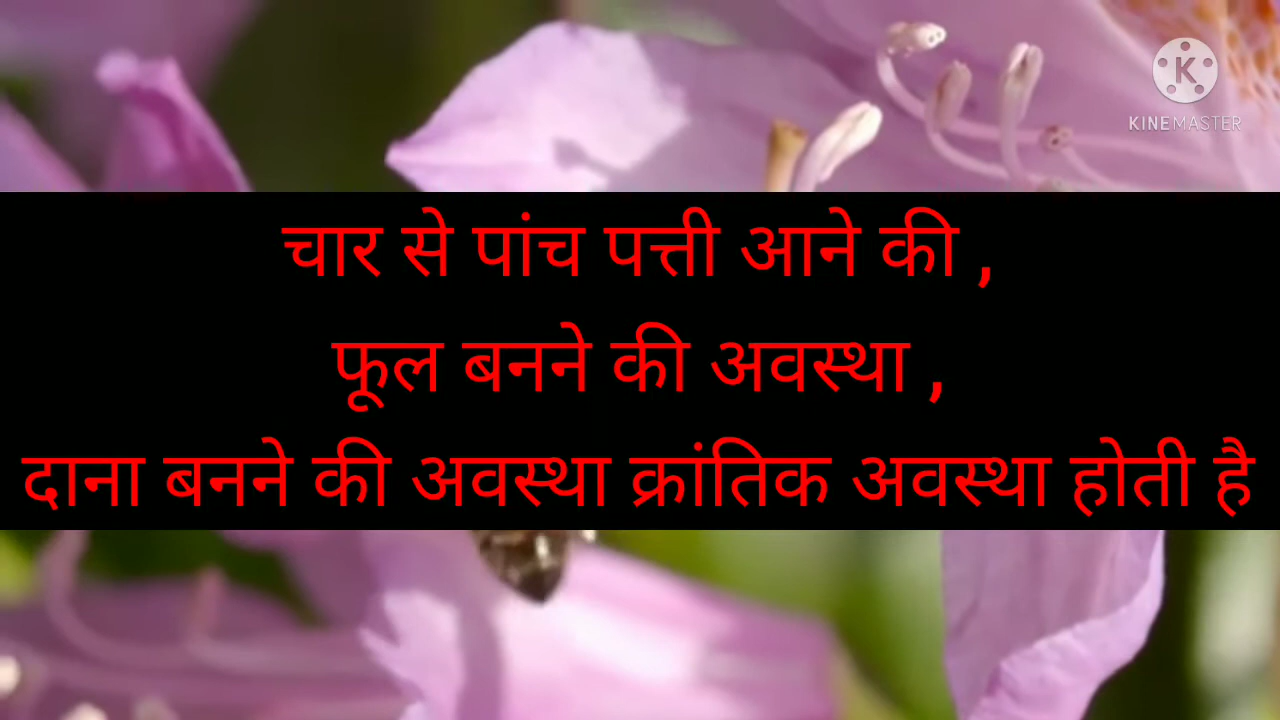 K
KINEMASTER
चार से पांच पत्ती आने की ,
फूल बनने की अवस्था ,
दाना बनने की अवस्था क्रांतिक अवस्था होती है